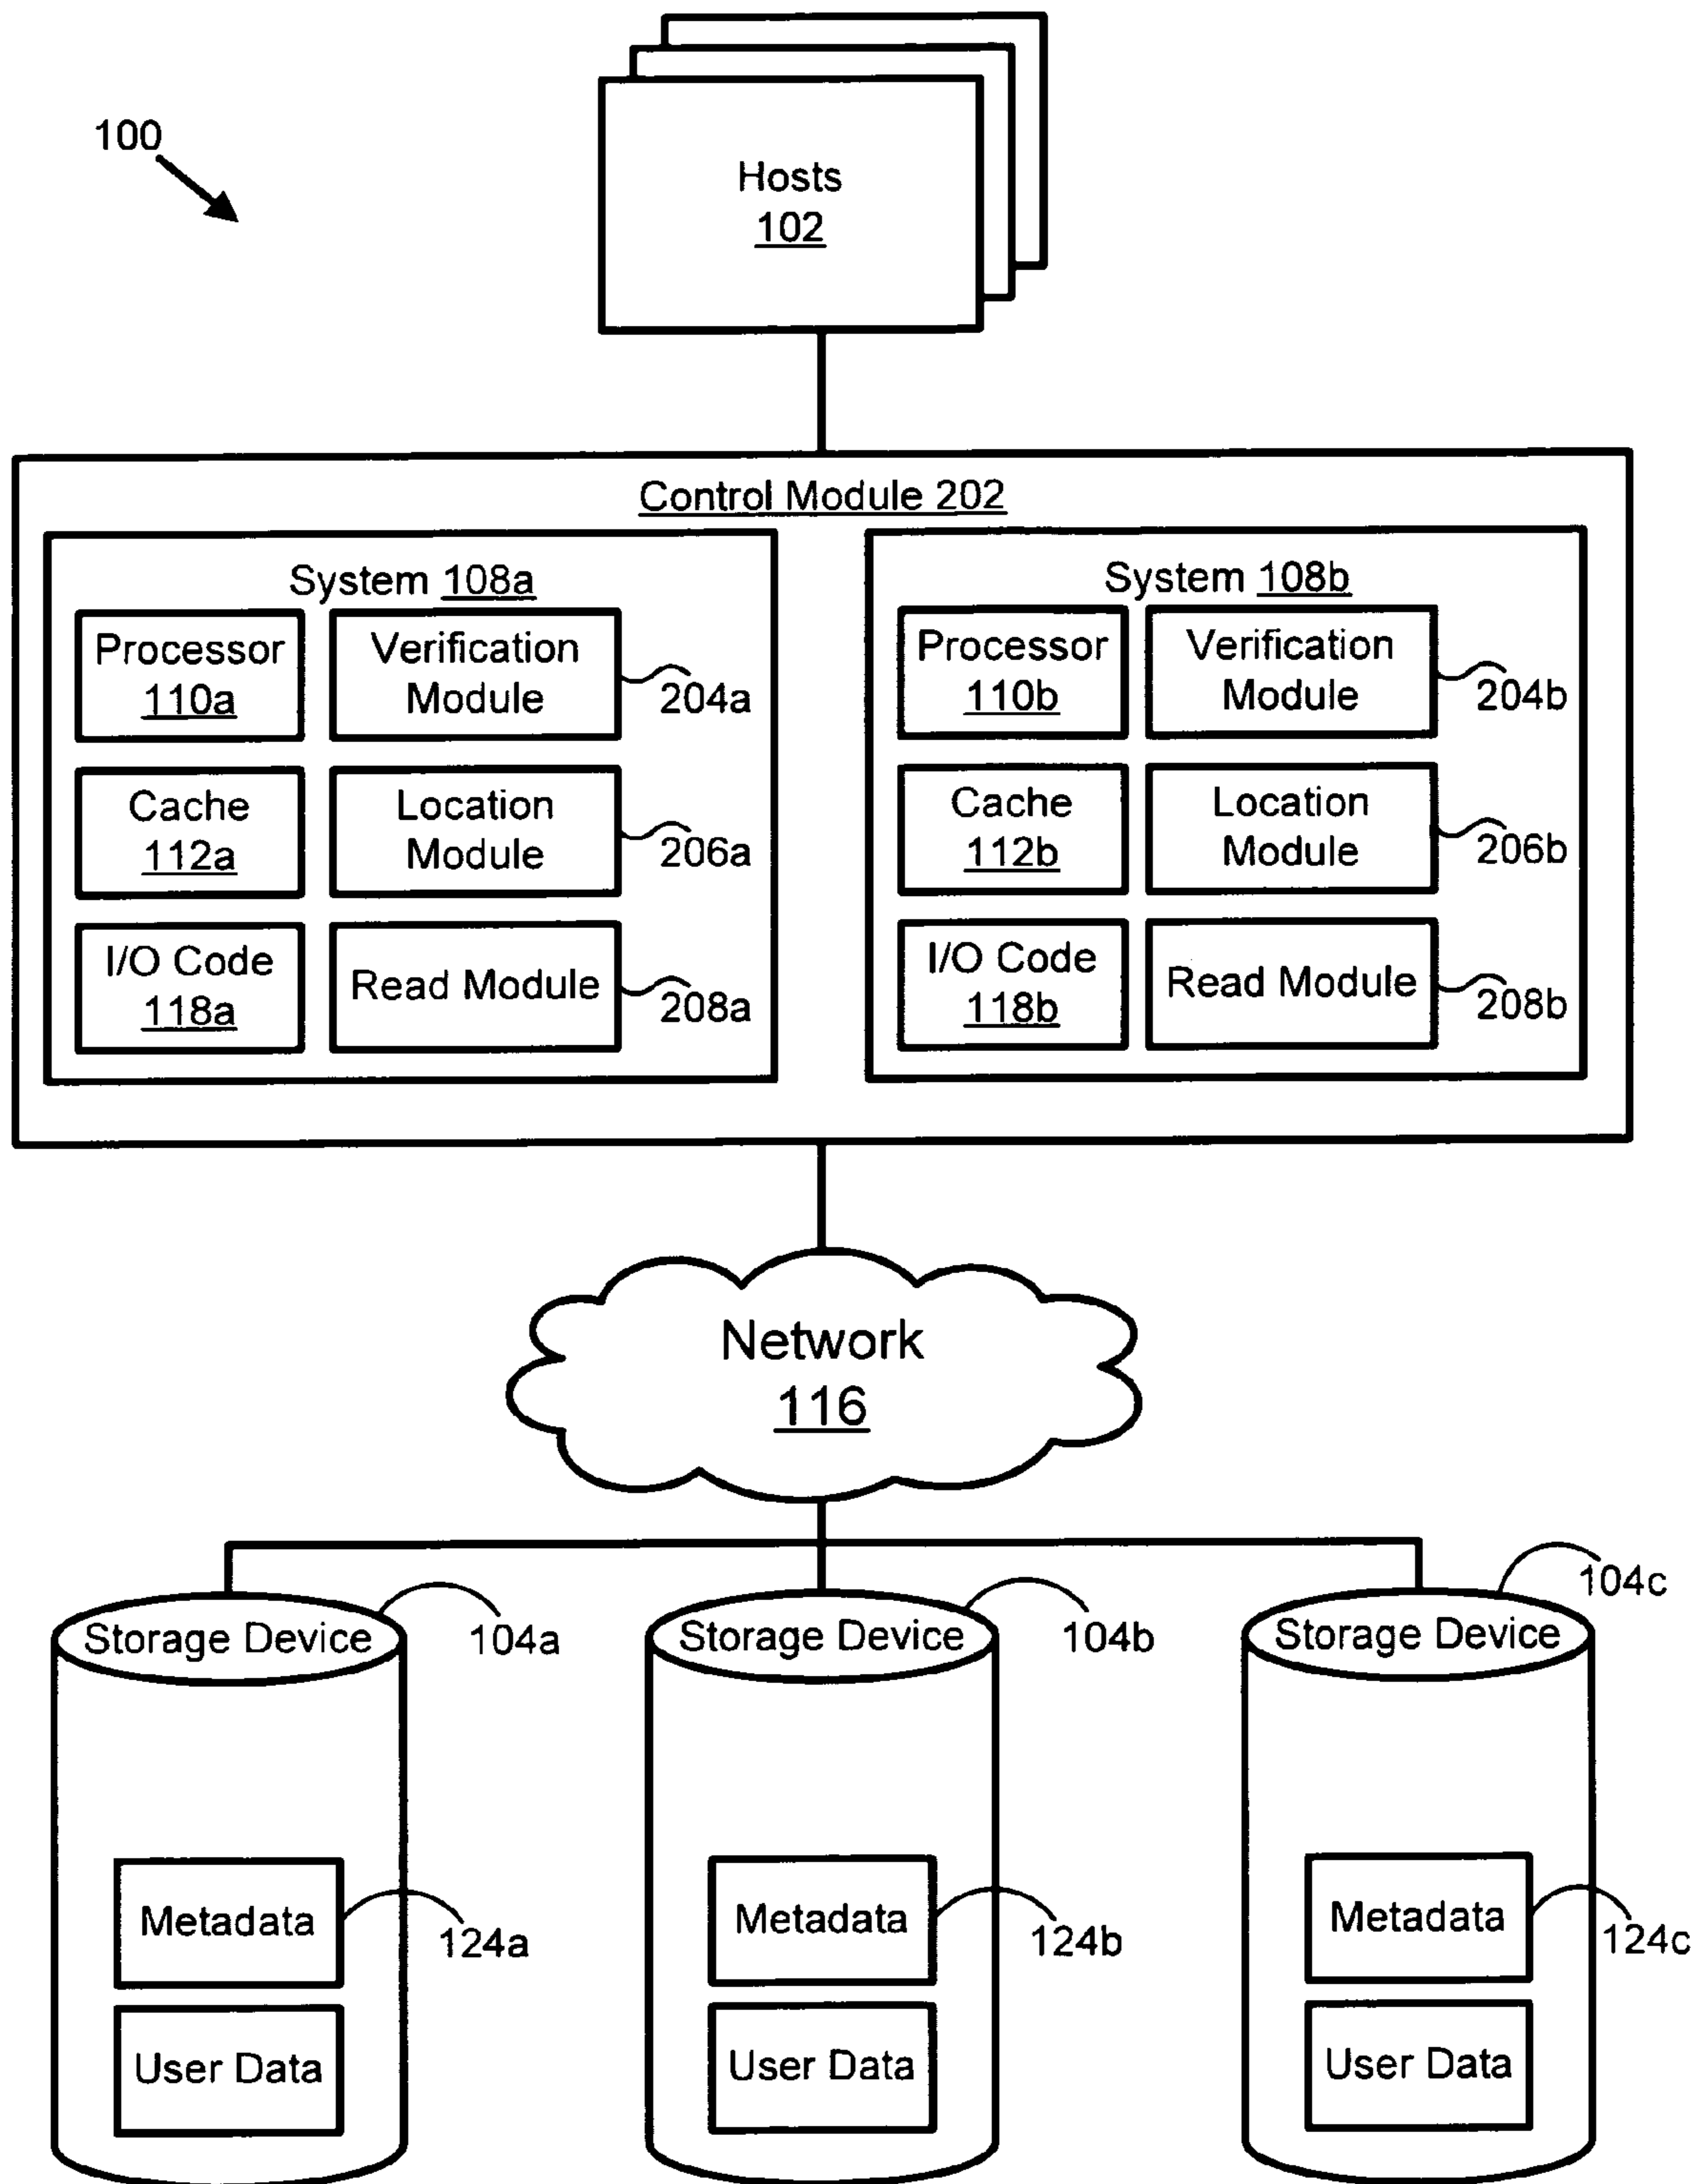 100
Hosts
102
Control Module 202
System 108a
Processor
110a
Verification
Module
204a
Cache
112a
Location
Module
206a
I/O Code
118a
Read Module
208a
System 108b
Processor
110b
Verification
Module
204b
Cache
112b
Location
Module
206b
I/O Code
118b
Read Module
208b
Network
116
Storage Device
104a
Storage Device
104b
Storage Device
104c
Metadata
124a
Metadata
124b
Metadata
124c
User Data
User Data
User Data